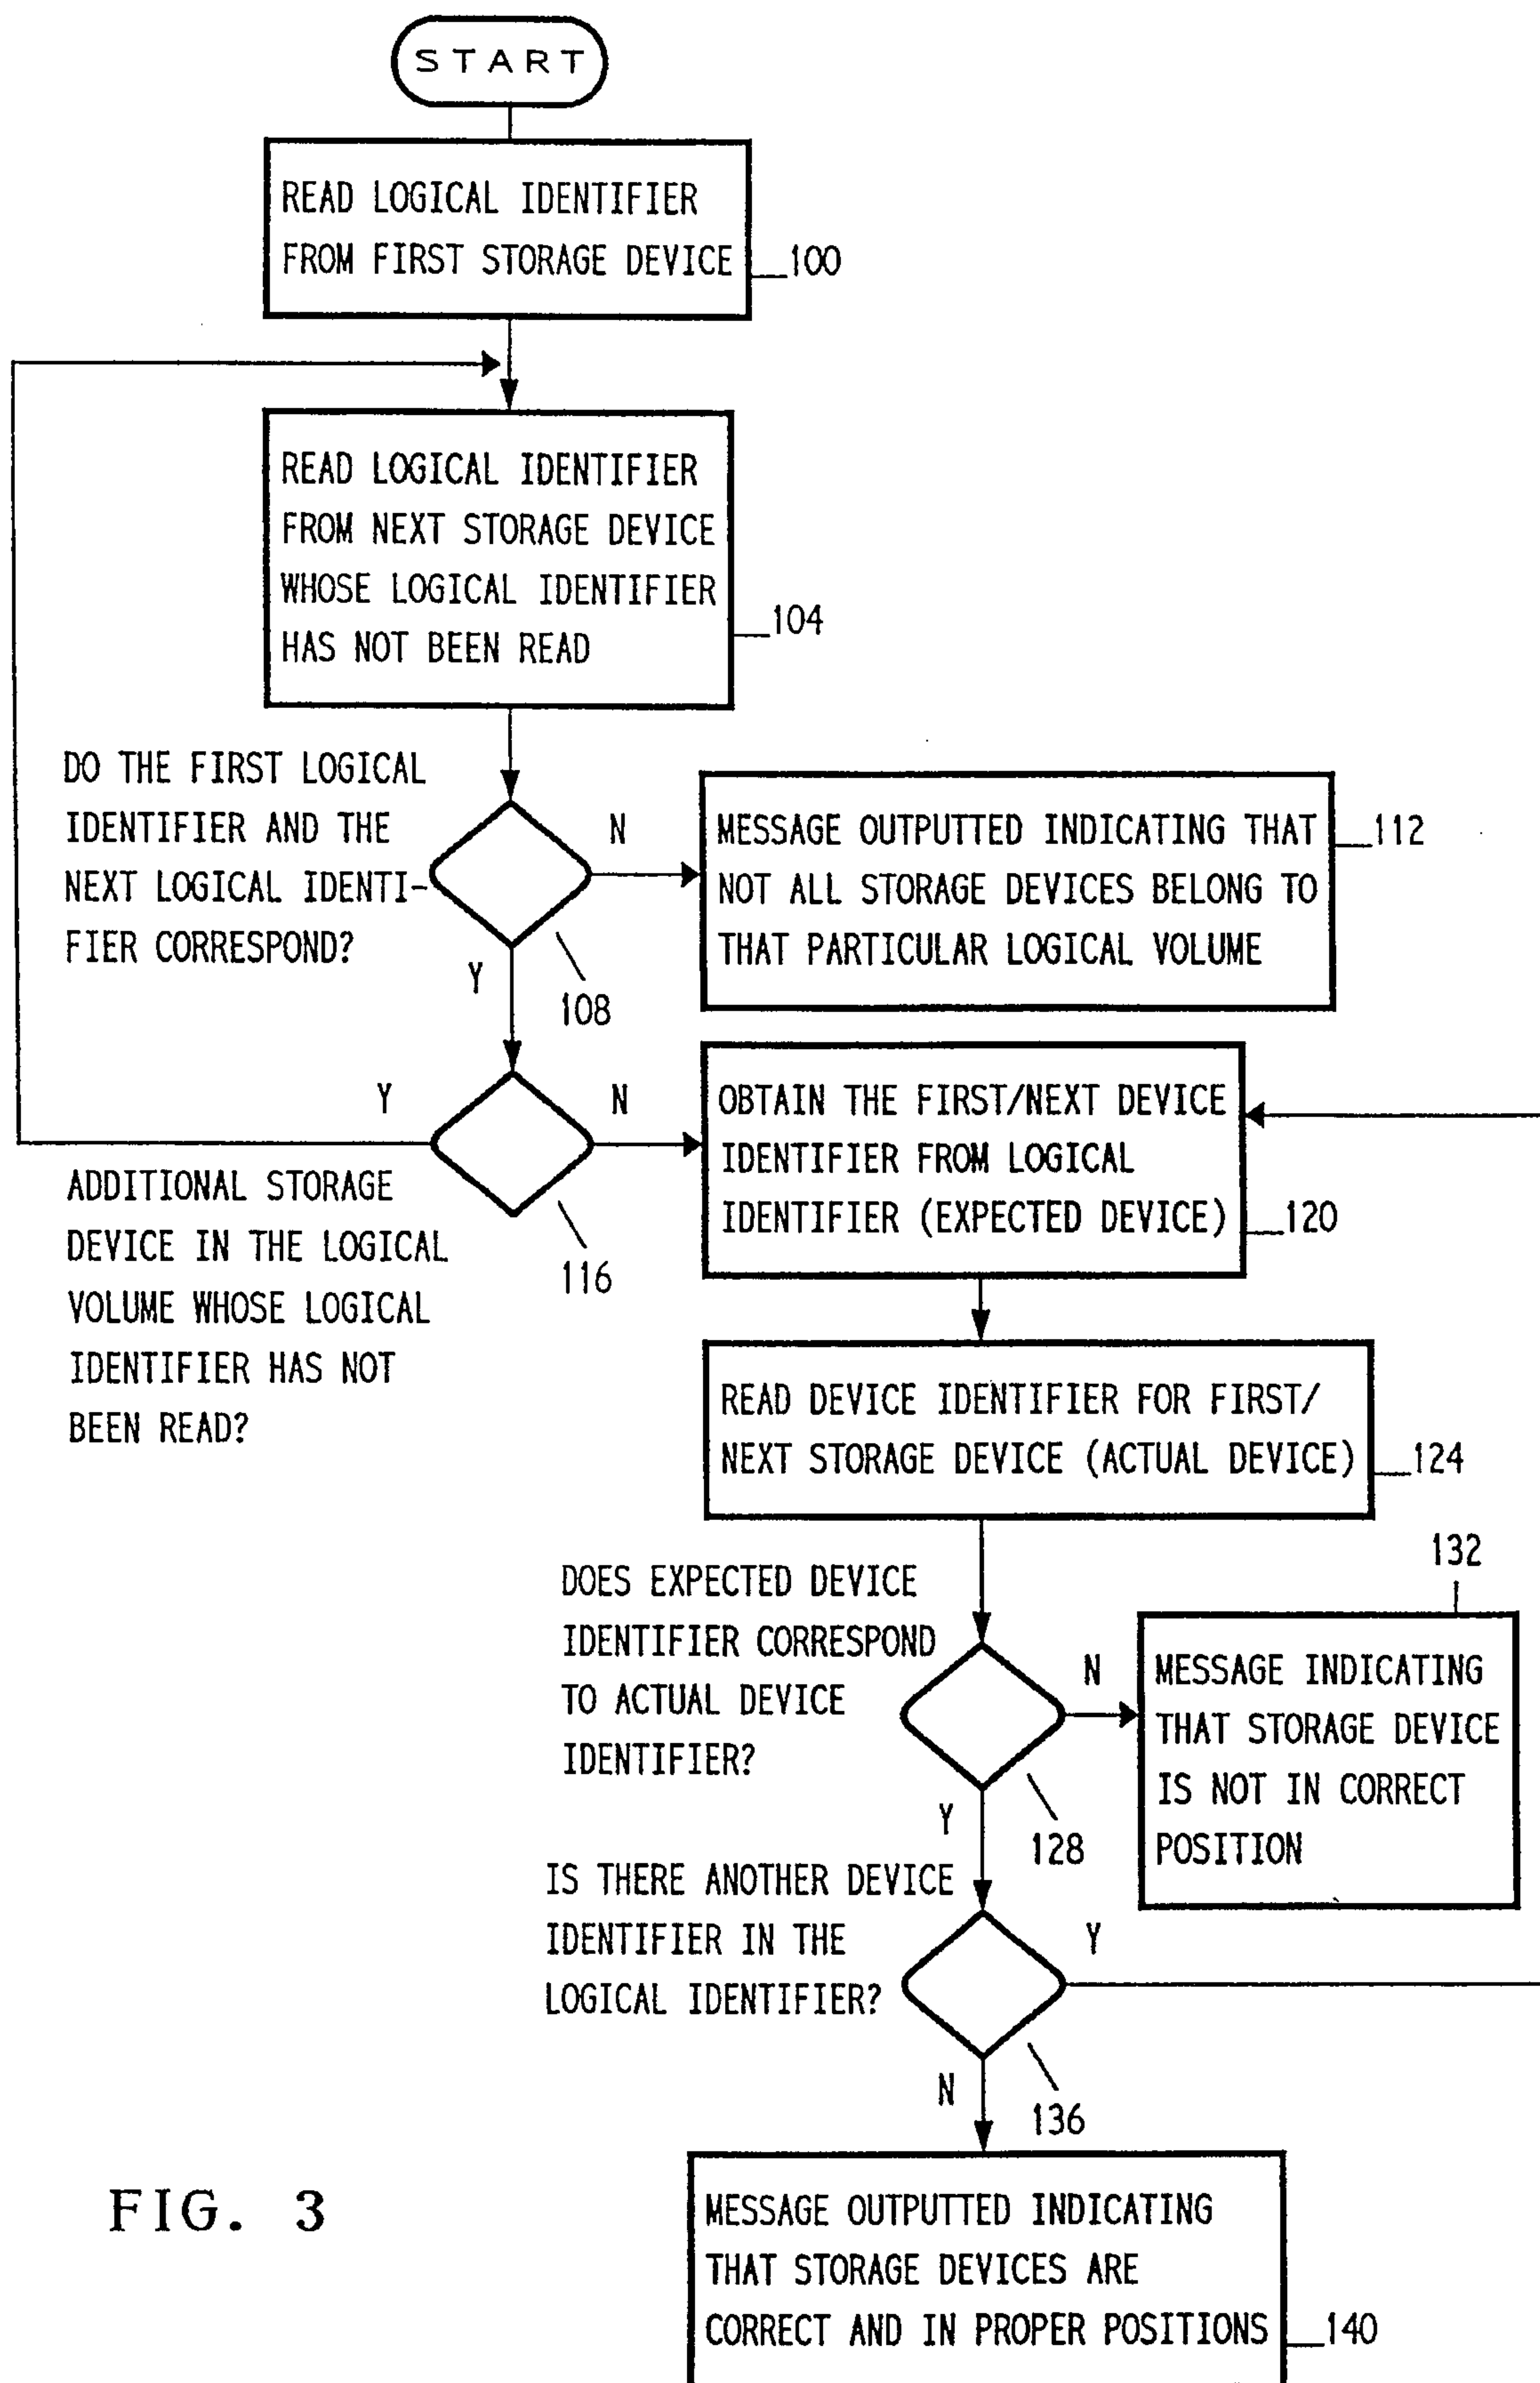 START
READ LOGICAL IDENTIFIER
FROM FIRST STORAGE DEVICE
100
READ LOGICAL IDENTIFIER
FROM NEXT STORAGE DEVICE
WHOSE LOGICAL IDENTIFIER
HAS NOT BEEN READ
104
DO THE FIRST LOGICAL
IDENTIFIER AND THE
NEXT LOGICAL IDENTI-
FIER CORRESPOND?
N
Y
108
MESSAGE OUTPUTTED INDICATING THAT
NOT ALL STORAGE DEVICES BELONG TO
THAT PARTICULAR LOGICAL VOLUME
112
Y
N
ADDITIONAL STORAGE
DEVICE IN THE LOGICAL
VOLUME WHOSE LOGICAL
IDENTIFIER HAS NOT
BEEN READ?
116
OBTAIN THE FIRST/NEXT DEVICE
IDENTIFIER FROM LOGICAL
IDENTIFIER (EXPECTED DEVICE)
120
READ DEVICE IDENTIFIER FOR FIRST/
NEXT STORAGE DEVICE (ACTUAL DEVICE)
124
DOES EXPECTED DEVICE
IDENTIFIER CORRESPOND
TO ACTUAL DEVICE
IDENTIFIER?
N
Y
128
132
MESSAGE INDICATING
THAT STORAGE DEVICE
IS NOT IN CORRECT
POSITION
IS THERE ANOTHER DEVICE
IDENTIFIER IN THE
LOGICAL IDENTIFIER?
Y
N
136
MESSAGE OUTPUTTED INDICATING
THAT STORAGE DEVICES ARE
CORRECT AND IN PROPER POSITIONS
140
FIG. 3